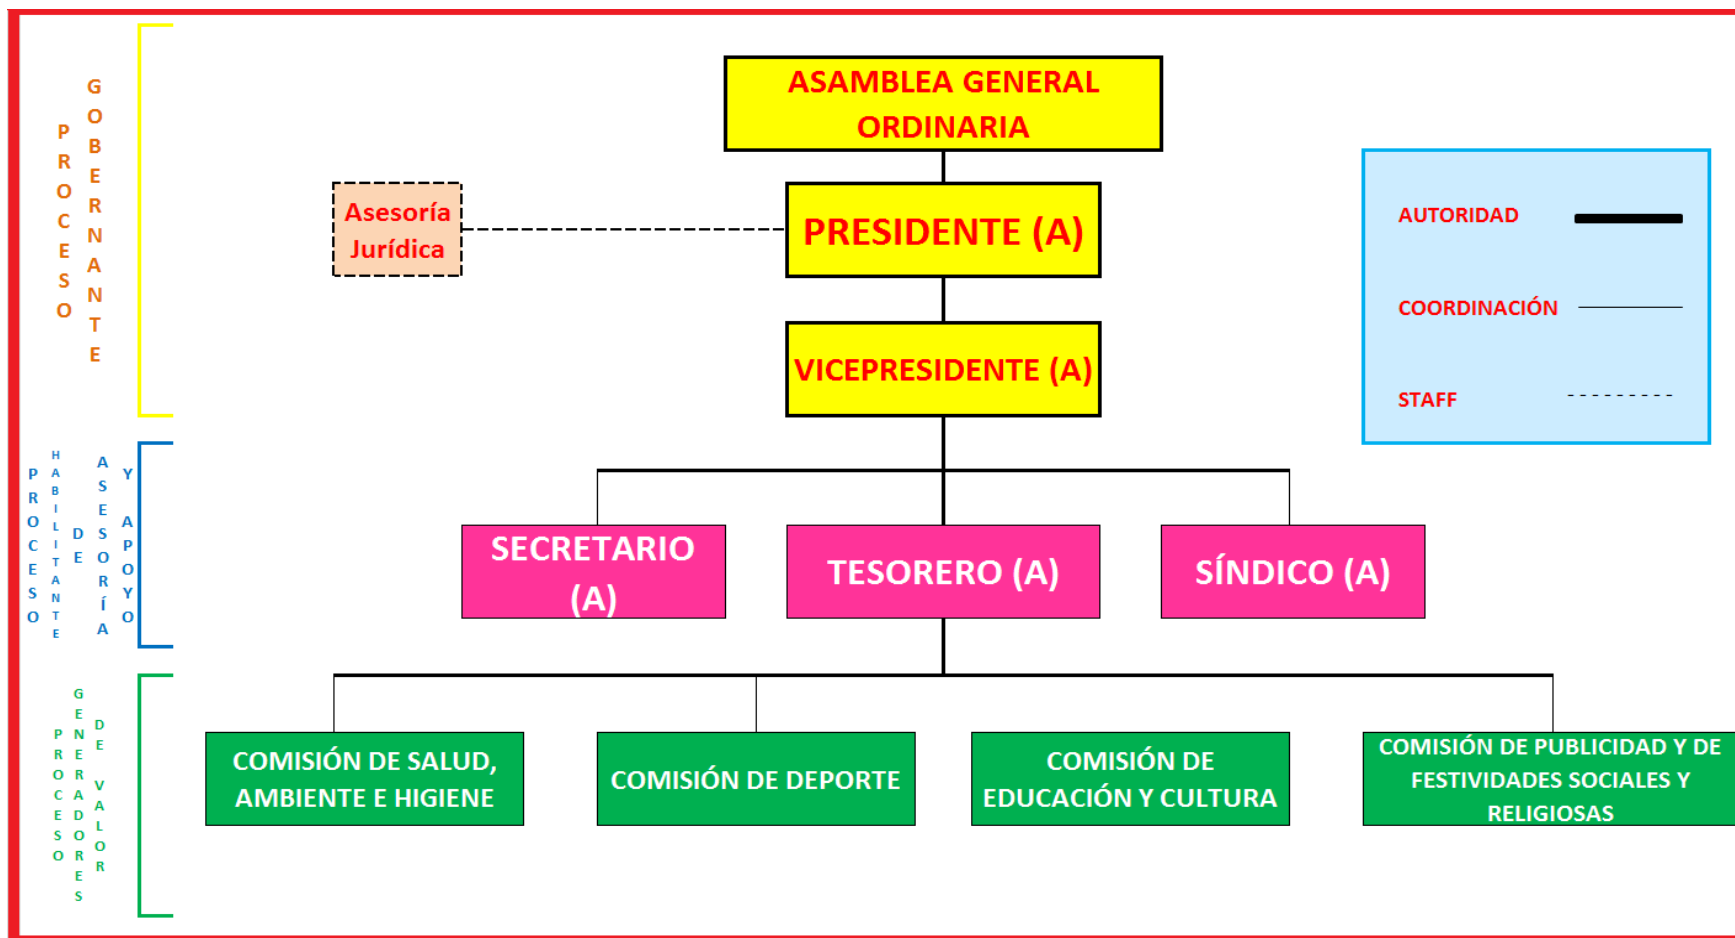 PROCESO
GOBERNANTE
ASAMBLEA GENERAL
ORDINARIA
Asesoría
Jurídica
PRESIDENTE (A)
VICEPRESIDENTE (A)
AUTORIDAD
COORDINACIÓN
STAFF
PROCESO
HABILITANTE
DE
ASESORÍA
Y APOYO
SECRETARIO
(A)
TESORERO (A)
SÍNDICO (A)
PROCESO
GENERADORES
DE VALOR
COMISIÓN DE SALUD,
AMBIENTE E HIGIENE
COMISIÓN DE DEPORTE
COMISIÓN DE
EDUCACIÓN Y CULTURA
COMISIÓN DE PUBLICIDAD Y DE
FESTIVIDADES SOCIALES Y
RELIGIOSAS